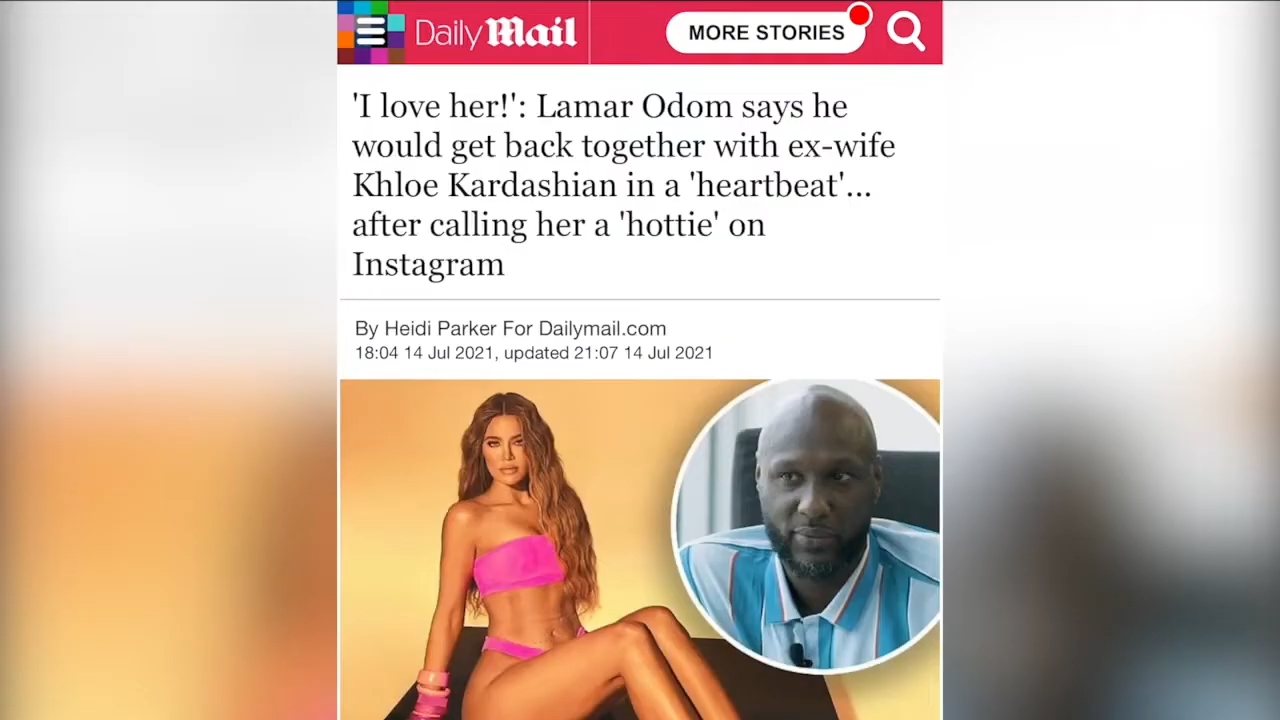 Daily Mail
MORE STORIES
'I love her!': Lamar Odom says he
would get back together with ex-wife
Khloe Kardashian in a 'heartbeat'...
after calling her a 'hottie' on
Instagram
By Heidi Parker For Dailymail.com
18:04 14 Jul 2021, updated 21:07 14 Jul 2021